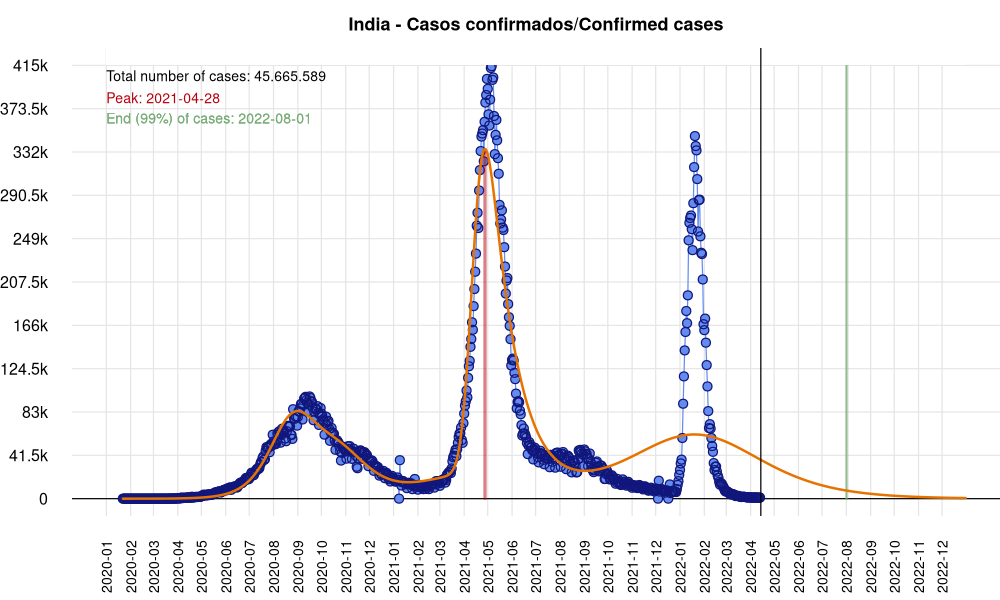 India - Casos confirmados/Confirmed cases
Total number of cases: 45.665.589
Peak: 2021-04-28
End (99%) of cases: 2022-08-01
415k
373.5k
332k
290.5k
249k
207.5k
166k
124.5k
83k
41.5k
0
2020-01
2020-02
2020-03
2020-04
2020-05
2020-06
2020-07
2020-08
2020-09
2020-10
2020-11
2020-12
2021-01
2021-02
2021-03
2021-04
2021-05
2021-06
2021-07
2021-08
2021-09
2021-10
2021-11
2021-12
2022-01
2022-02
2022-03
2022-04
2022-05
2022-06
2022-07
2022-08
2022-09
2022-10
2022-11
2022-12